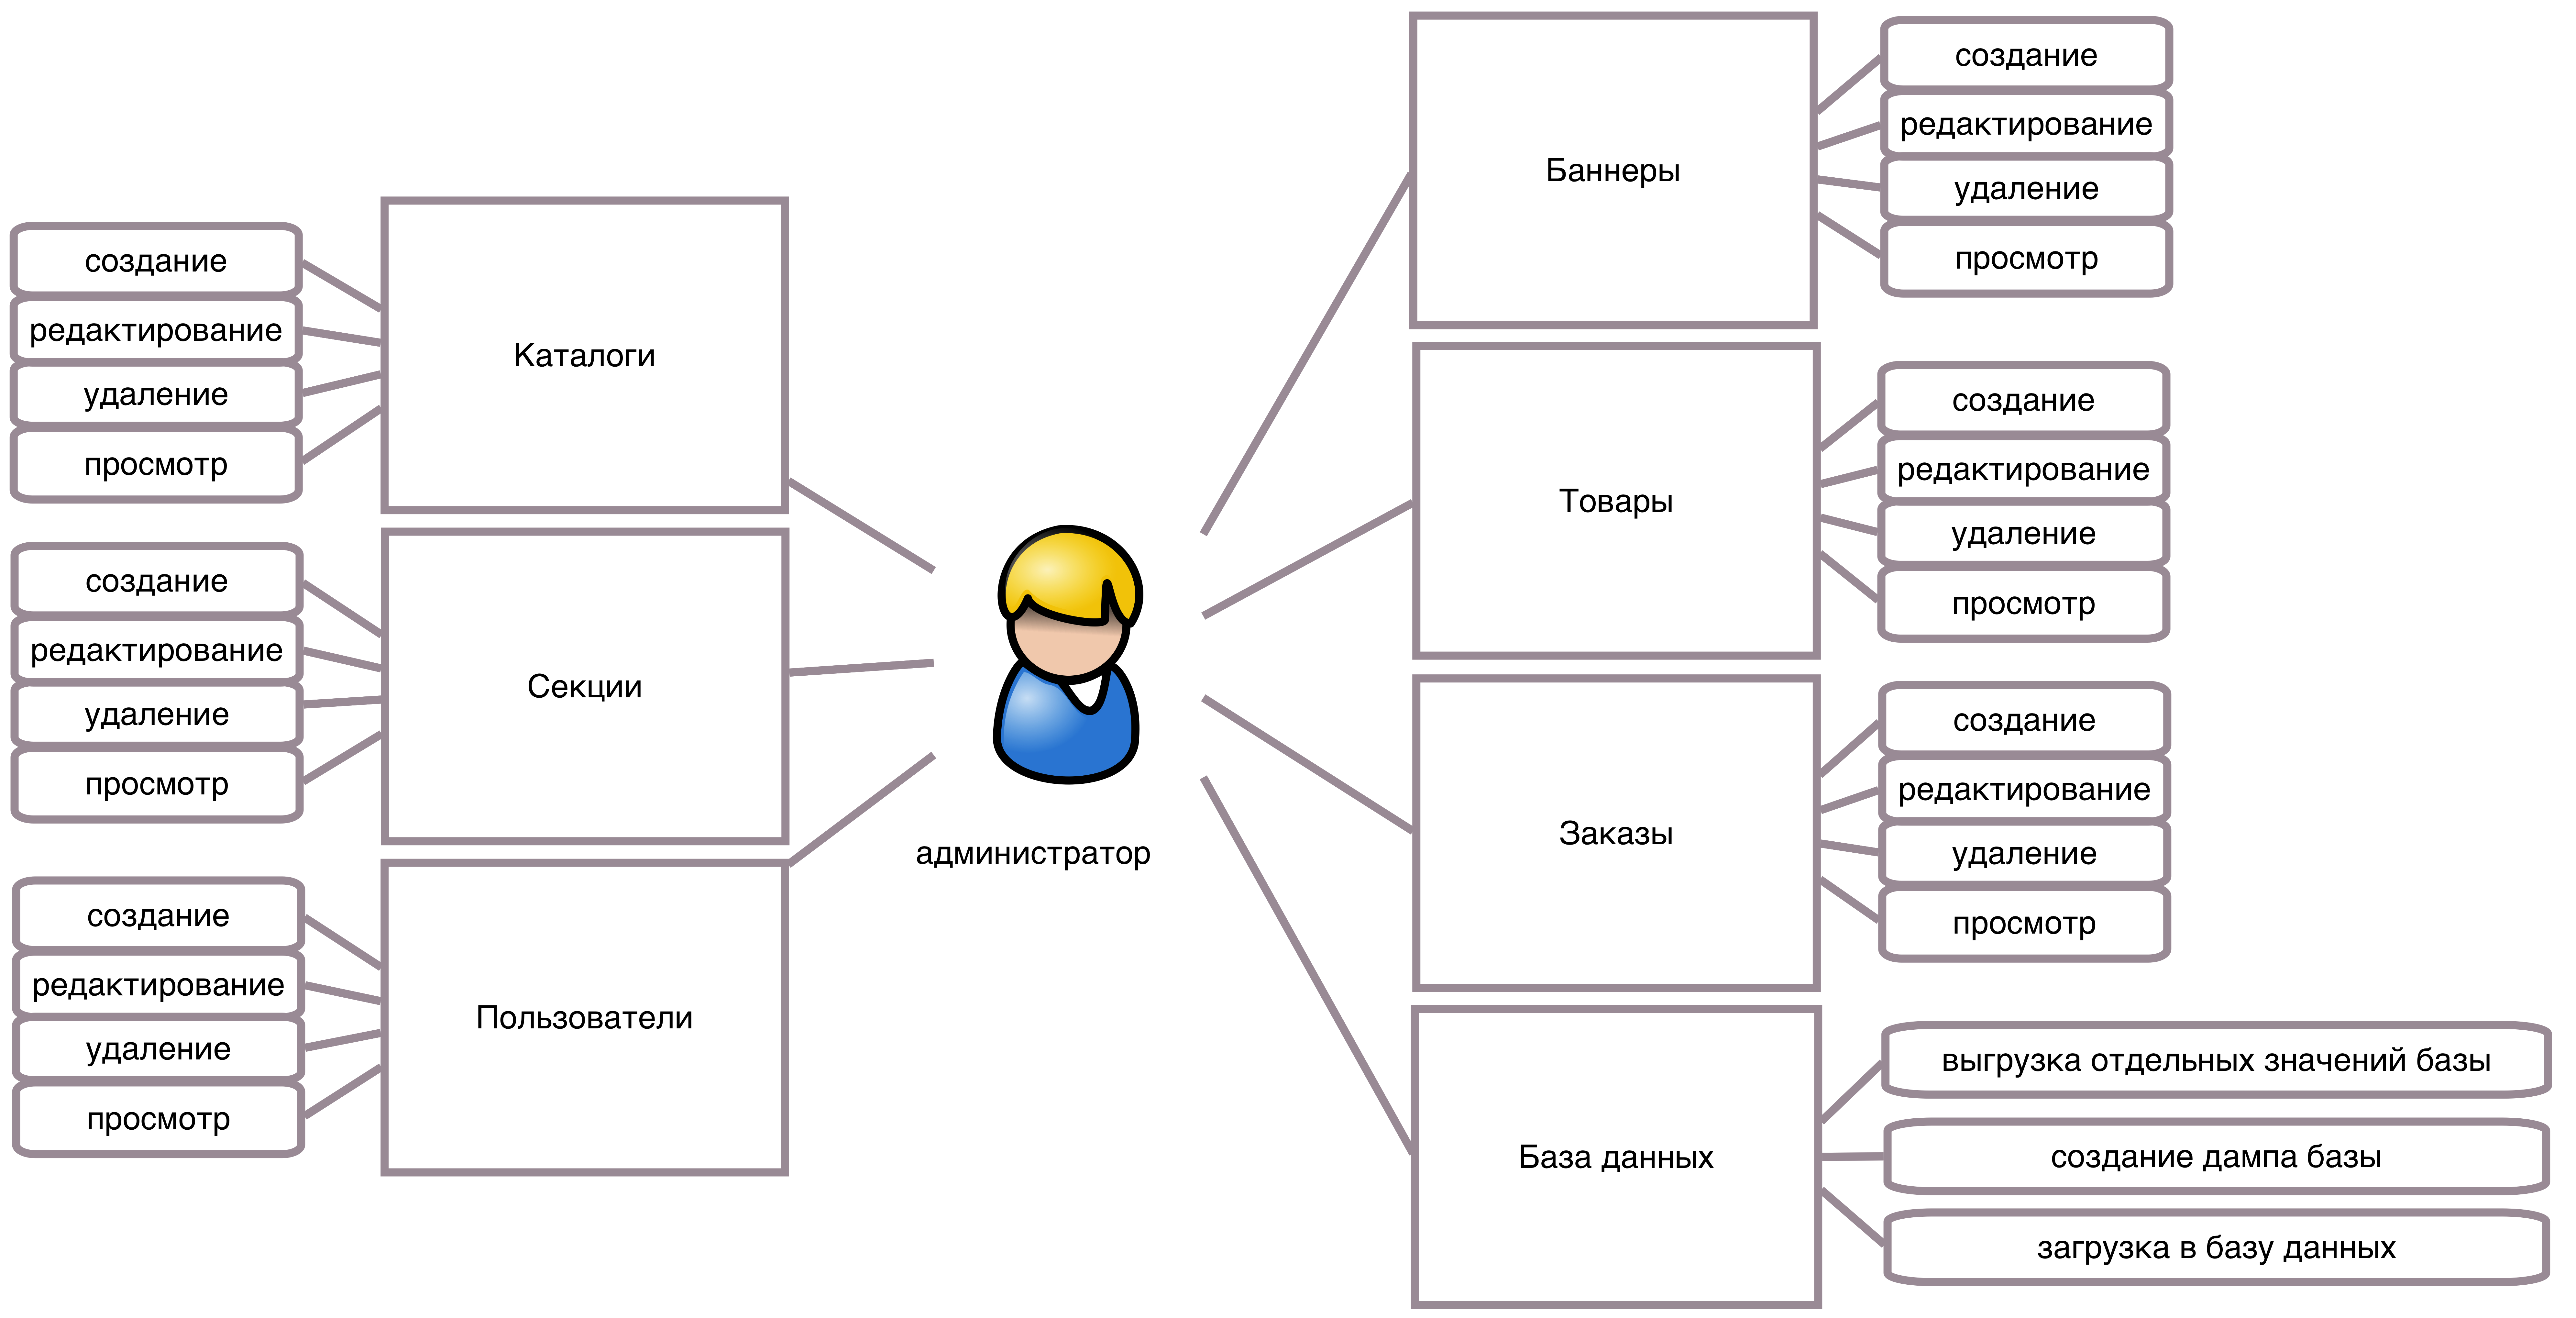 создание
редактирование
удаление
просмотр
Каталоги
создание
редактирование
удаление
просмотр
Секции
создание
редактирование
удаление
просмотр
Пользователи
администратор
Баннеры
создание
редактирование
удаление
просмотр
Товары
создание
редактирование
удаление
просмотр
Заказы
создание
редактирование
удаление
просмотр
База данных
выгрузка отдельных значений базы
создание дампа базы
загрузка в базу данных